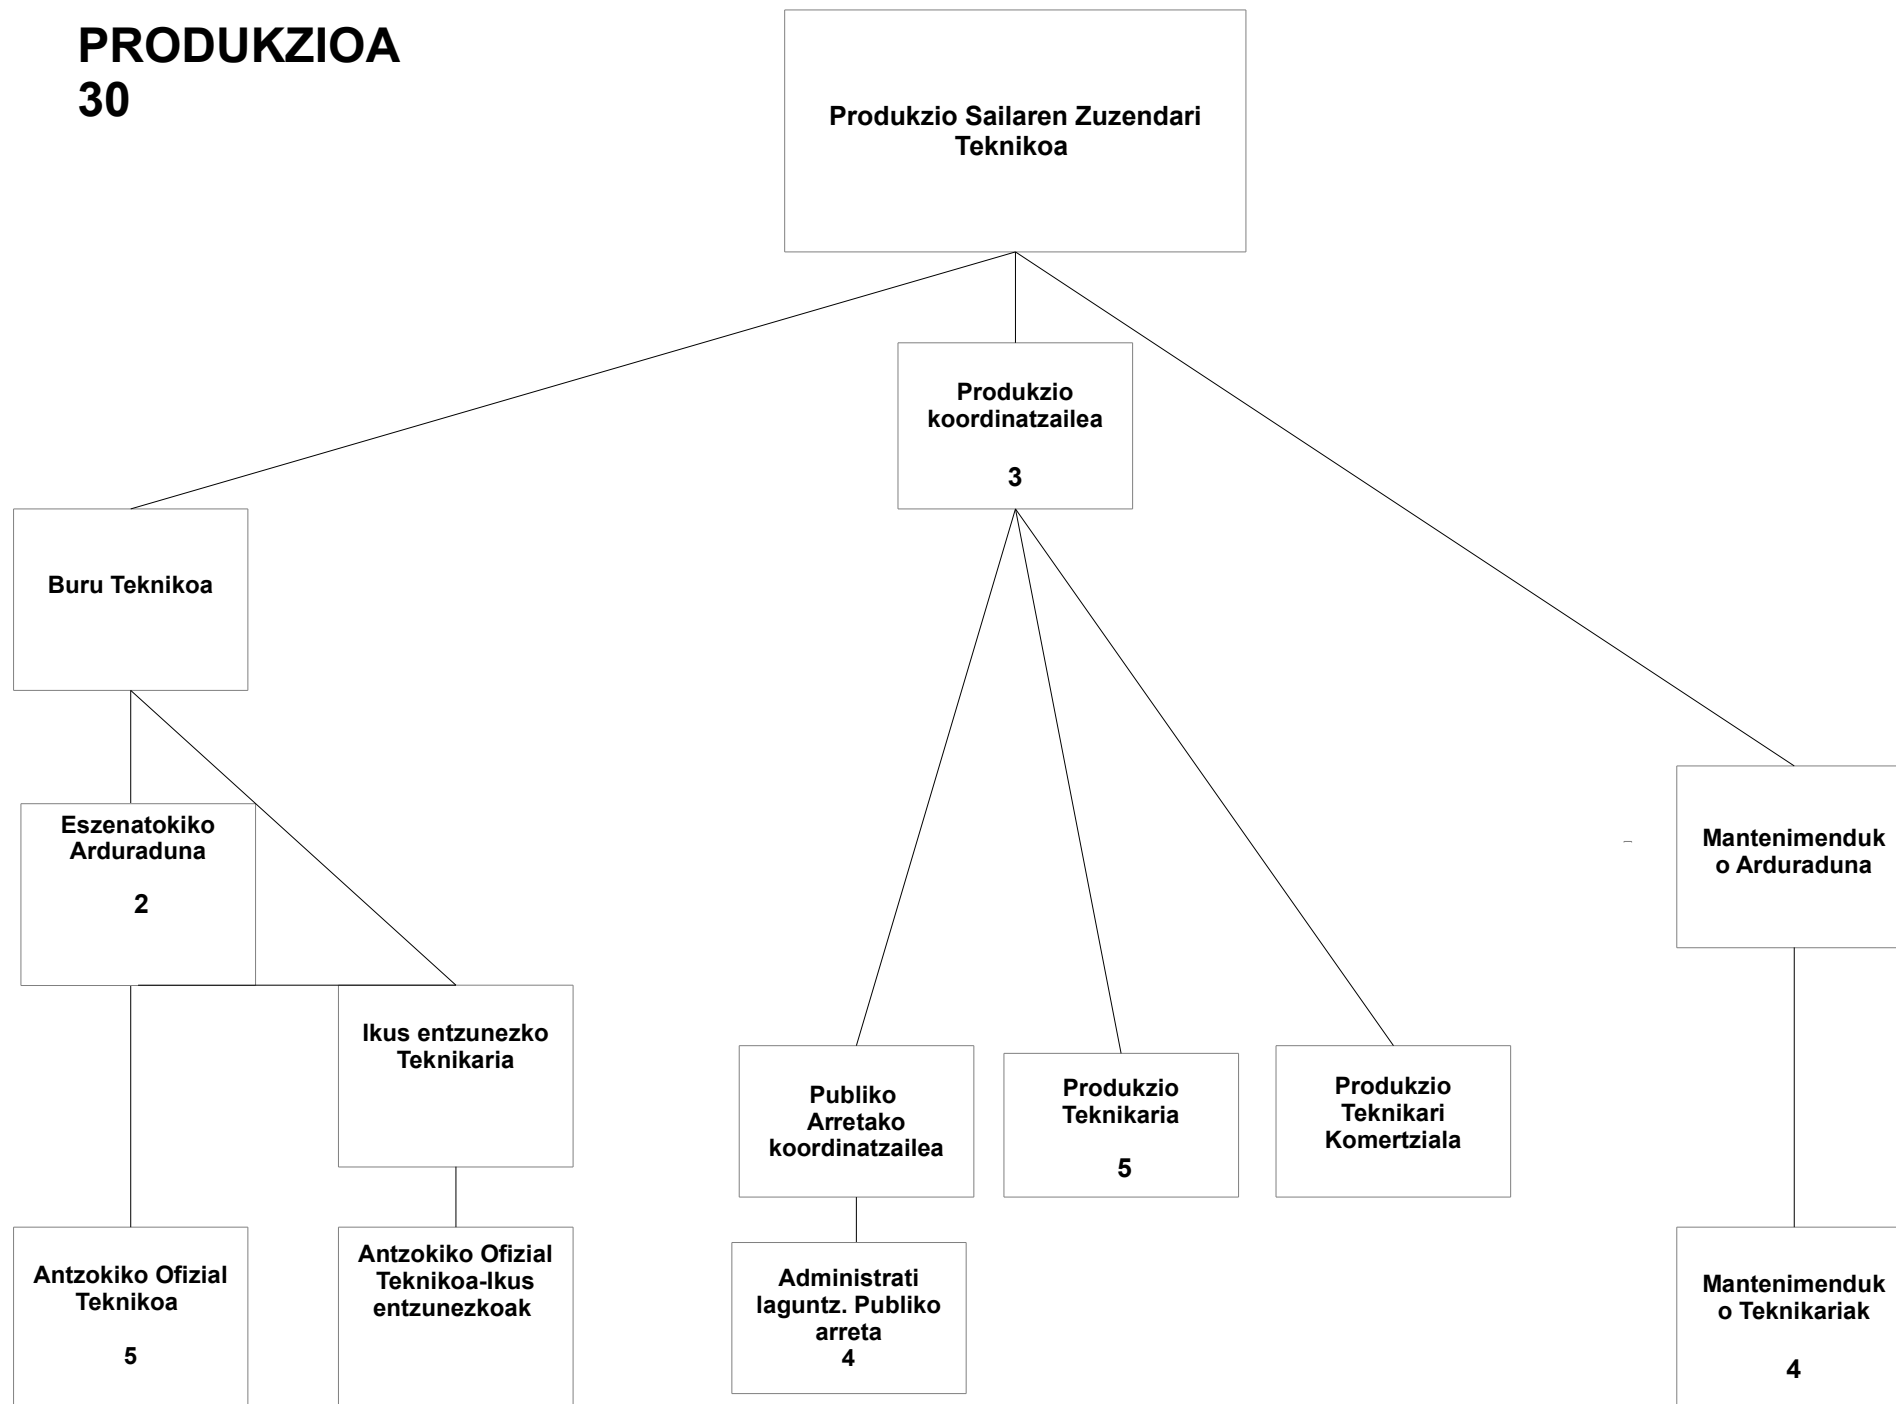 PRODUKZIOA
30
Produkzio Sailaren Zuzendari
Teknikoa
Produkzio
koordinatzailea
3
Buru Teknikoa
Eszenatokiko
Arduraduna
2
Mantenimenduk
o Arduraduna
Ikus entzunezko
Teknikaria
Publiko
Arretako
koordinatzailea
Produkzio
Teknikaria
5
Produkzio
Teknikari
Komertziala
Antzokiko Ofizial
Teknikoa
5
Antzokiko Ofizial
Teknikoa-Ikus
entzunezkoak
Administrati
laguntz. Publiko
arreta
4
Mantenimenduk
o Teknikariak
4